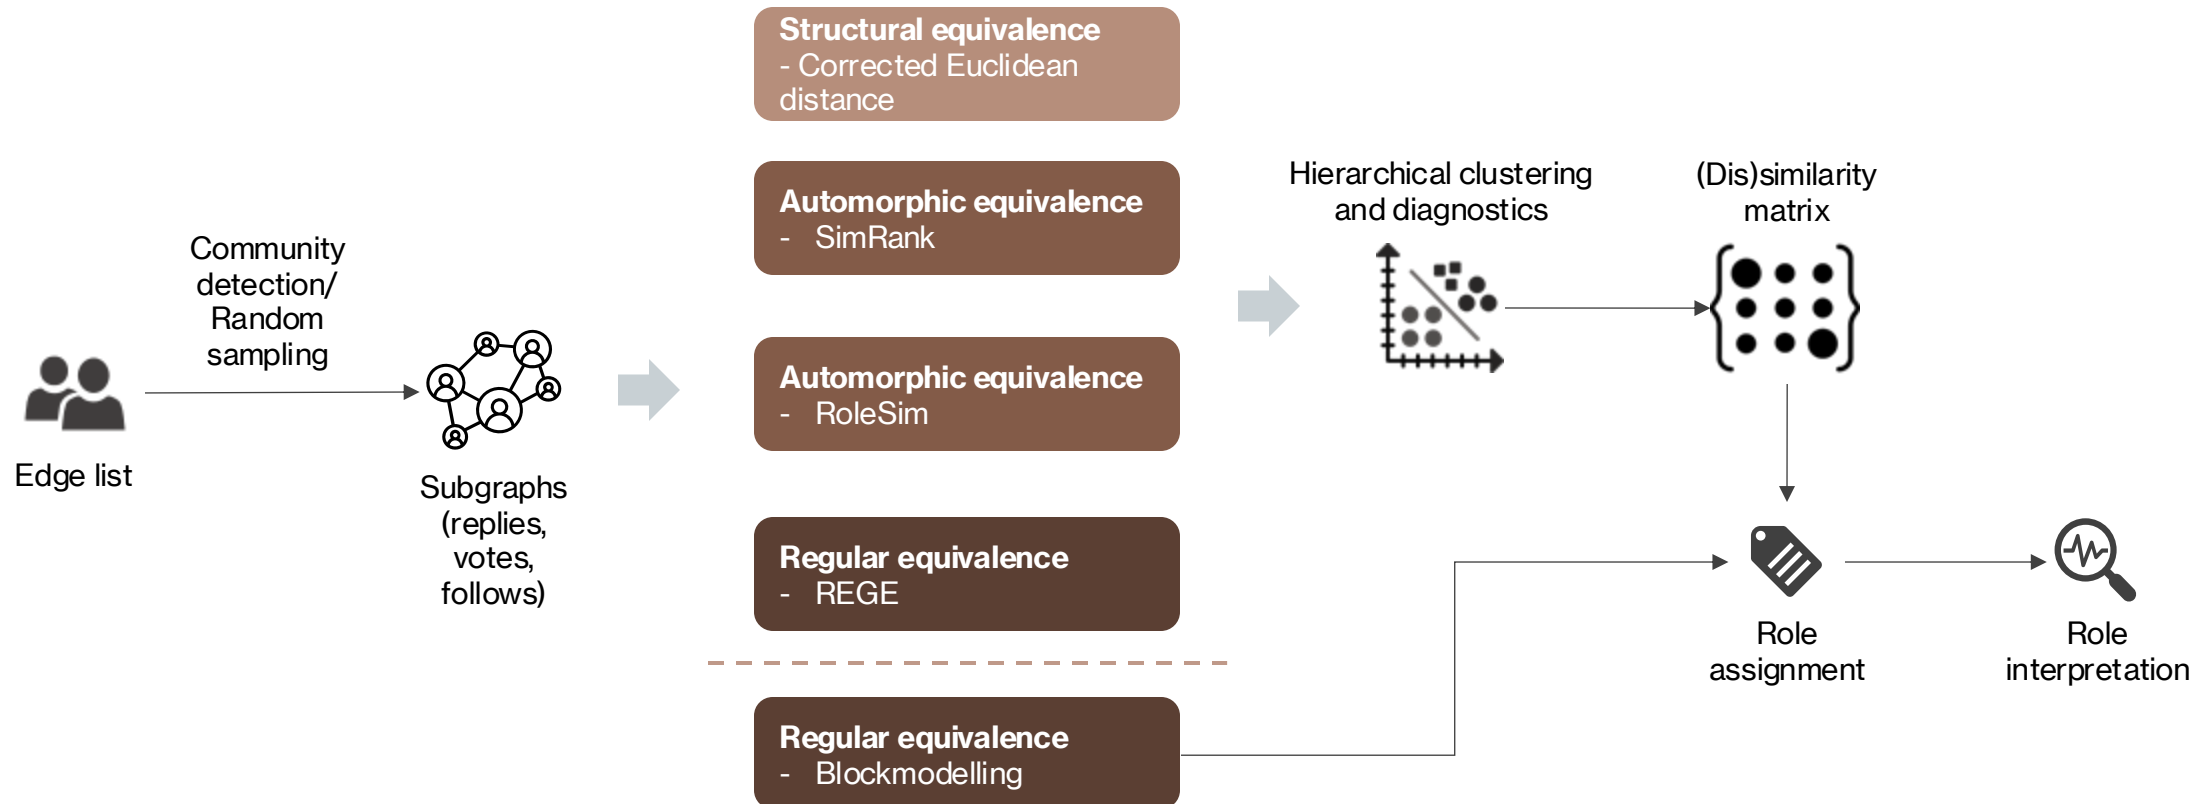 Edge list
Community
detection/
Random
sampling
Subgraphs
(replies,
votes,
follows)
Structural equivalence
- Corrected Euclidean
distance
Automorphic equivalence
- SimRank
Automorphic equivalence
- RoleSim
Regular equivalence
- REGE
Regular equivalence
- Blockmodelling
Hierarchical clustering
and diagnostics
(Dis)similarity
matrix
Role
assignment
Role
interpretation